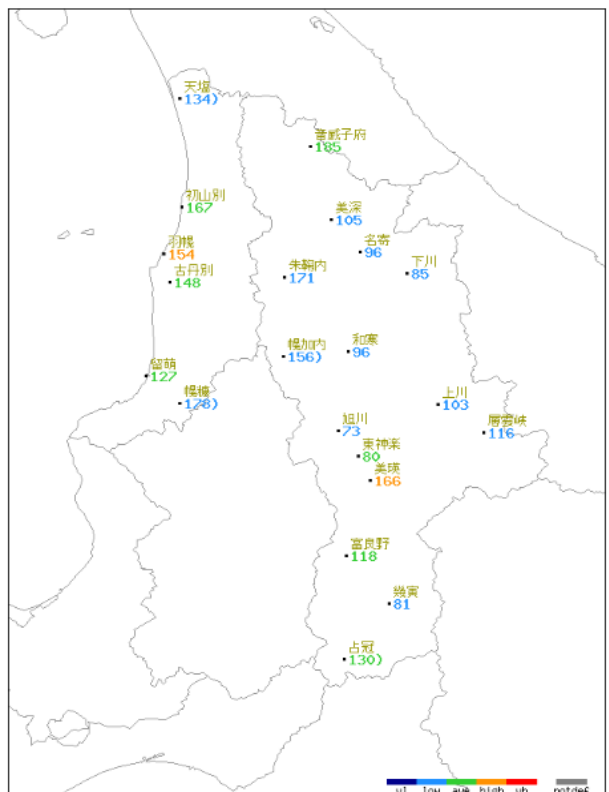 天塩
134)
音威子府
185
初山別
167
美深
105
名寄
96
羽幌
154
下川
85
朱鞠内
171
古丹別
148
幌加内
156)
和寒
96
留萌
127
幌糠
178)
上川
103
旭川
73
層雲峡
116
東神楽
80
美瑛
166
富良野
118
幾寅
81
占冠
130)
vl low ave high vh notdef